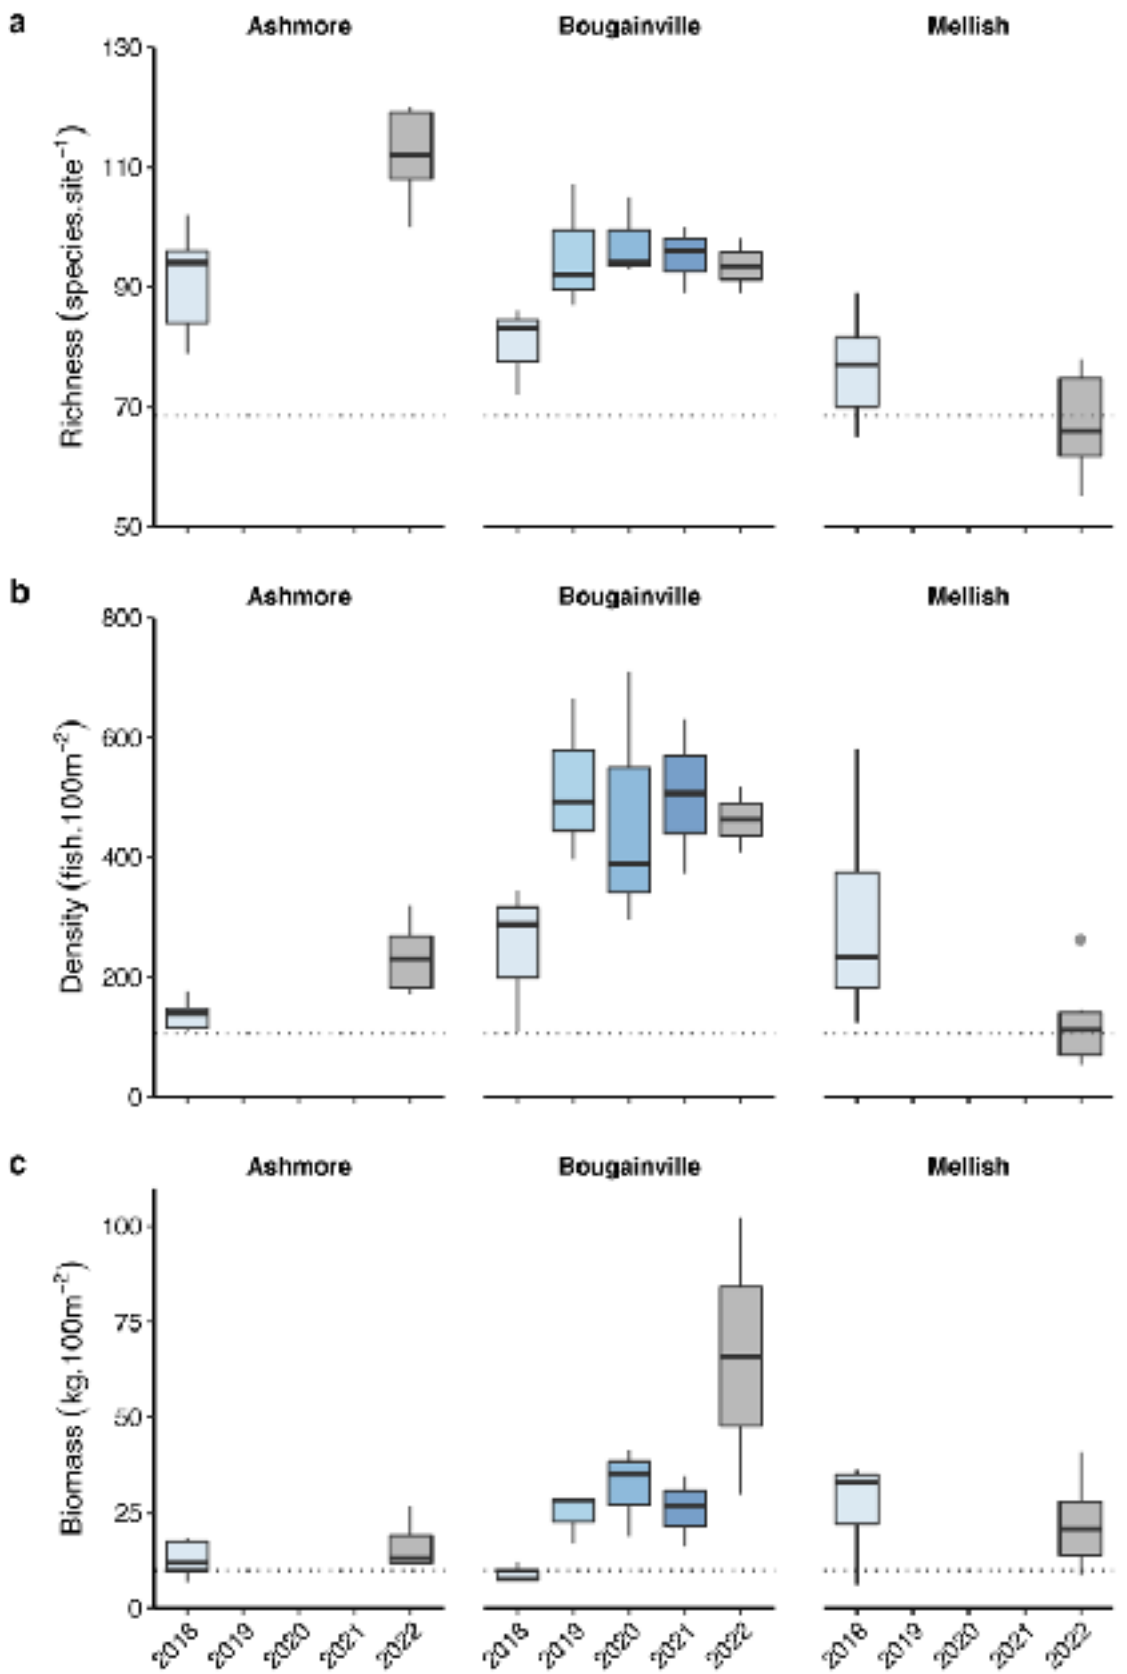 a
Ashmore Bougainville Mellish
130
110
90
70
50
Richness (species.site⁻¹)
b
Ashmore Bougainville Mellish
800
600
400
200
0
Density (fish.100m⁻²)
c
Ashmore Bougainville Mellish
100
75
50
25
0
Biomass (kg.100m⁻²)
2018 2019 2020 2021 2022 2018 2019 2020 2021 2022 2018 2019 2020 2021 2022